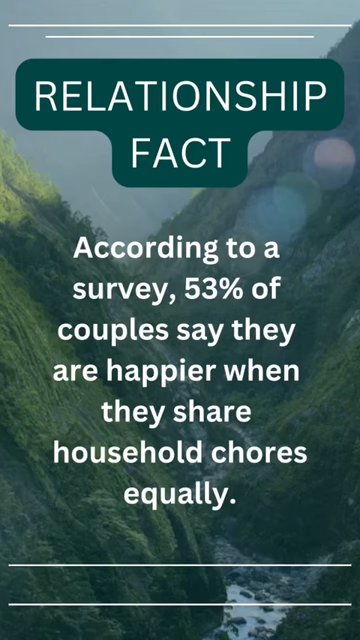 RELATIONSHIP
FACT
According to a
survey, 53% of
couples say they
are happier when
they share
household chores
equally.